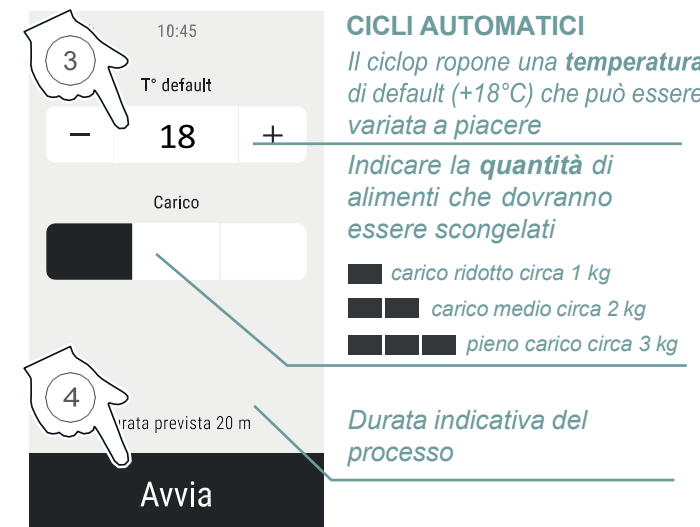 10:45
3
T° default
− 18 +
Carico
4
rata prevista 20 m
Avvia
CICLI AUTOMATICI
Il ciclop ropone una temperatura
di default (+18°C) che può essere
variata a piacere
Indicare la quantità di
alimenti che dovranno
essere scongelati
carico ridotto circa 1 kg
carico medio circa 2 kg
pieno carico circa 3 kg
Durata indicativa del
processo